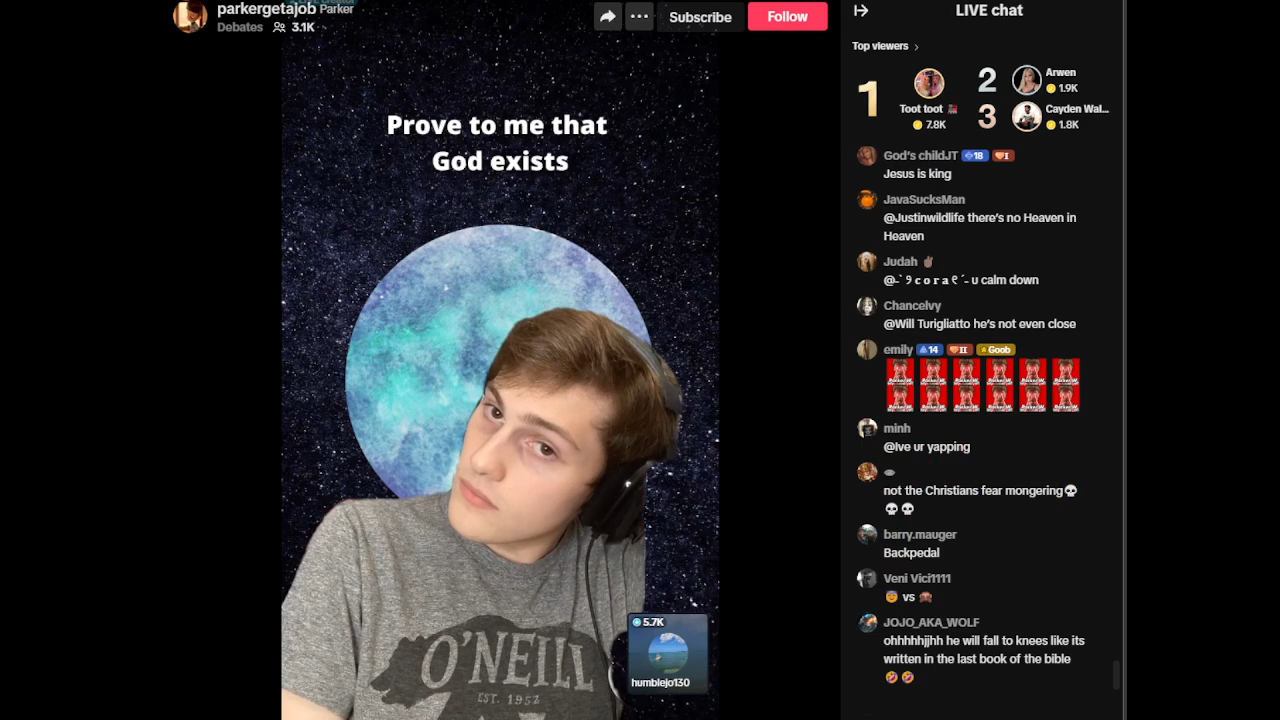 parkergetajob Parker
Debates 3.1K
Subscribe
Follow
Prove to me that
God exists
O'NEILL
EST. 1952
5.7K
humblejo130
LIVE chat
Top viewers
1
Toot toot
7.8K
2
Arwen
1.9K
3
Cayden Wal...
1.8K
God's childJT 18 I
Jesus is king
JavaSucksMan
@Justinwildlife there's no Heaven in
Heaven
Judah ✌🏽
@˗ˋ ୨ 𝐜 𝐨 𝐫 𝐚 ୧ ˊ˗ u calm down
Chancelvy
@Will Turigliatto he's not even close
emily 14 II Goob
minh
@Ive ur yapping
not the Christians fear mongering💀
💀💀
barry.mauger
Backpedal
Veni Vici1111
😇 vs 🙈
JOJO_AKA_WOLF
ohhhhhjjhh he will fall to knees like its
written in the last book of the bible
🤣🤣